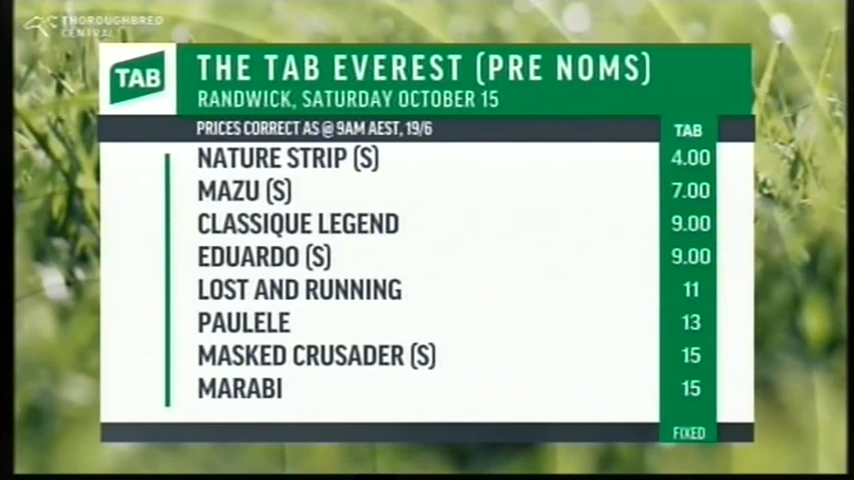 THOROUGHBRED
CENTRAL
TAB
THE TAB EVEREST (PRE NOMS)
RANDWICK, SATURDAY OCTOBER 15
PRICES CORRECT AS @ 9AM AEST, 19/6 TAB
NATURE STRIP (S) 4.00
MAZU (S) 7.00
CLASSIQUE LEGEND 9.00
EDUARDO (S) 9.00
LOST AND RUNNING 11
PAULELE 13
MASKED CRUSADER (S) 15
MARABI 15
FIXED